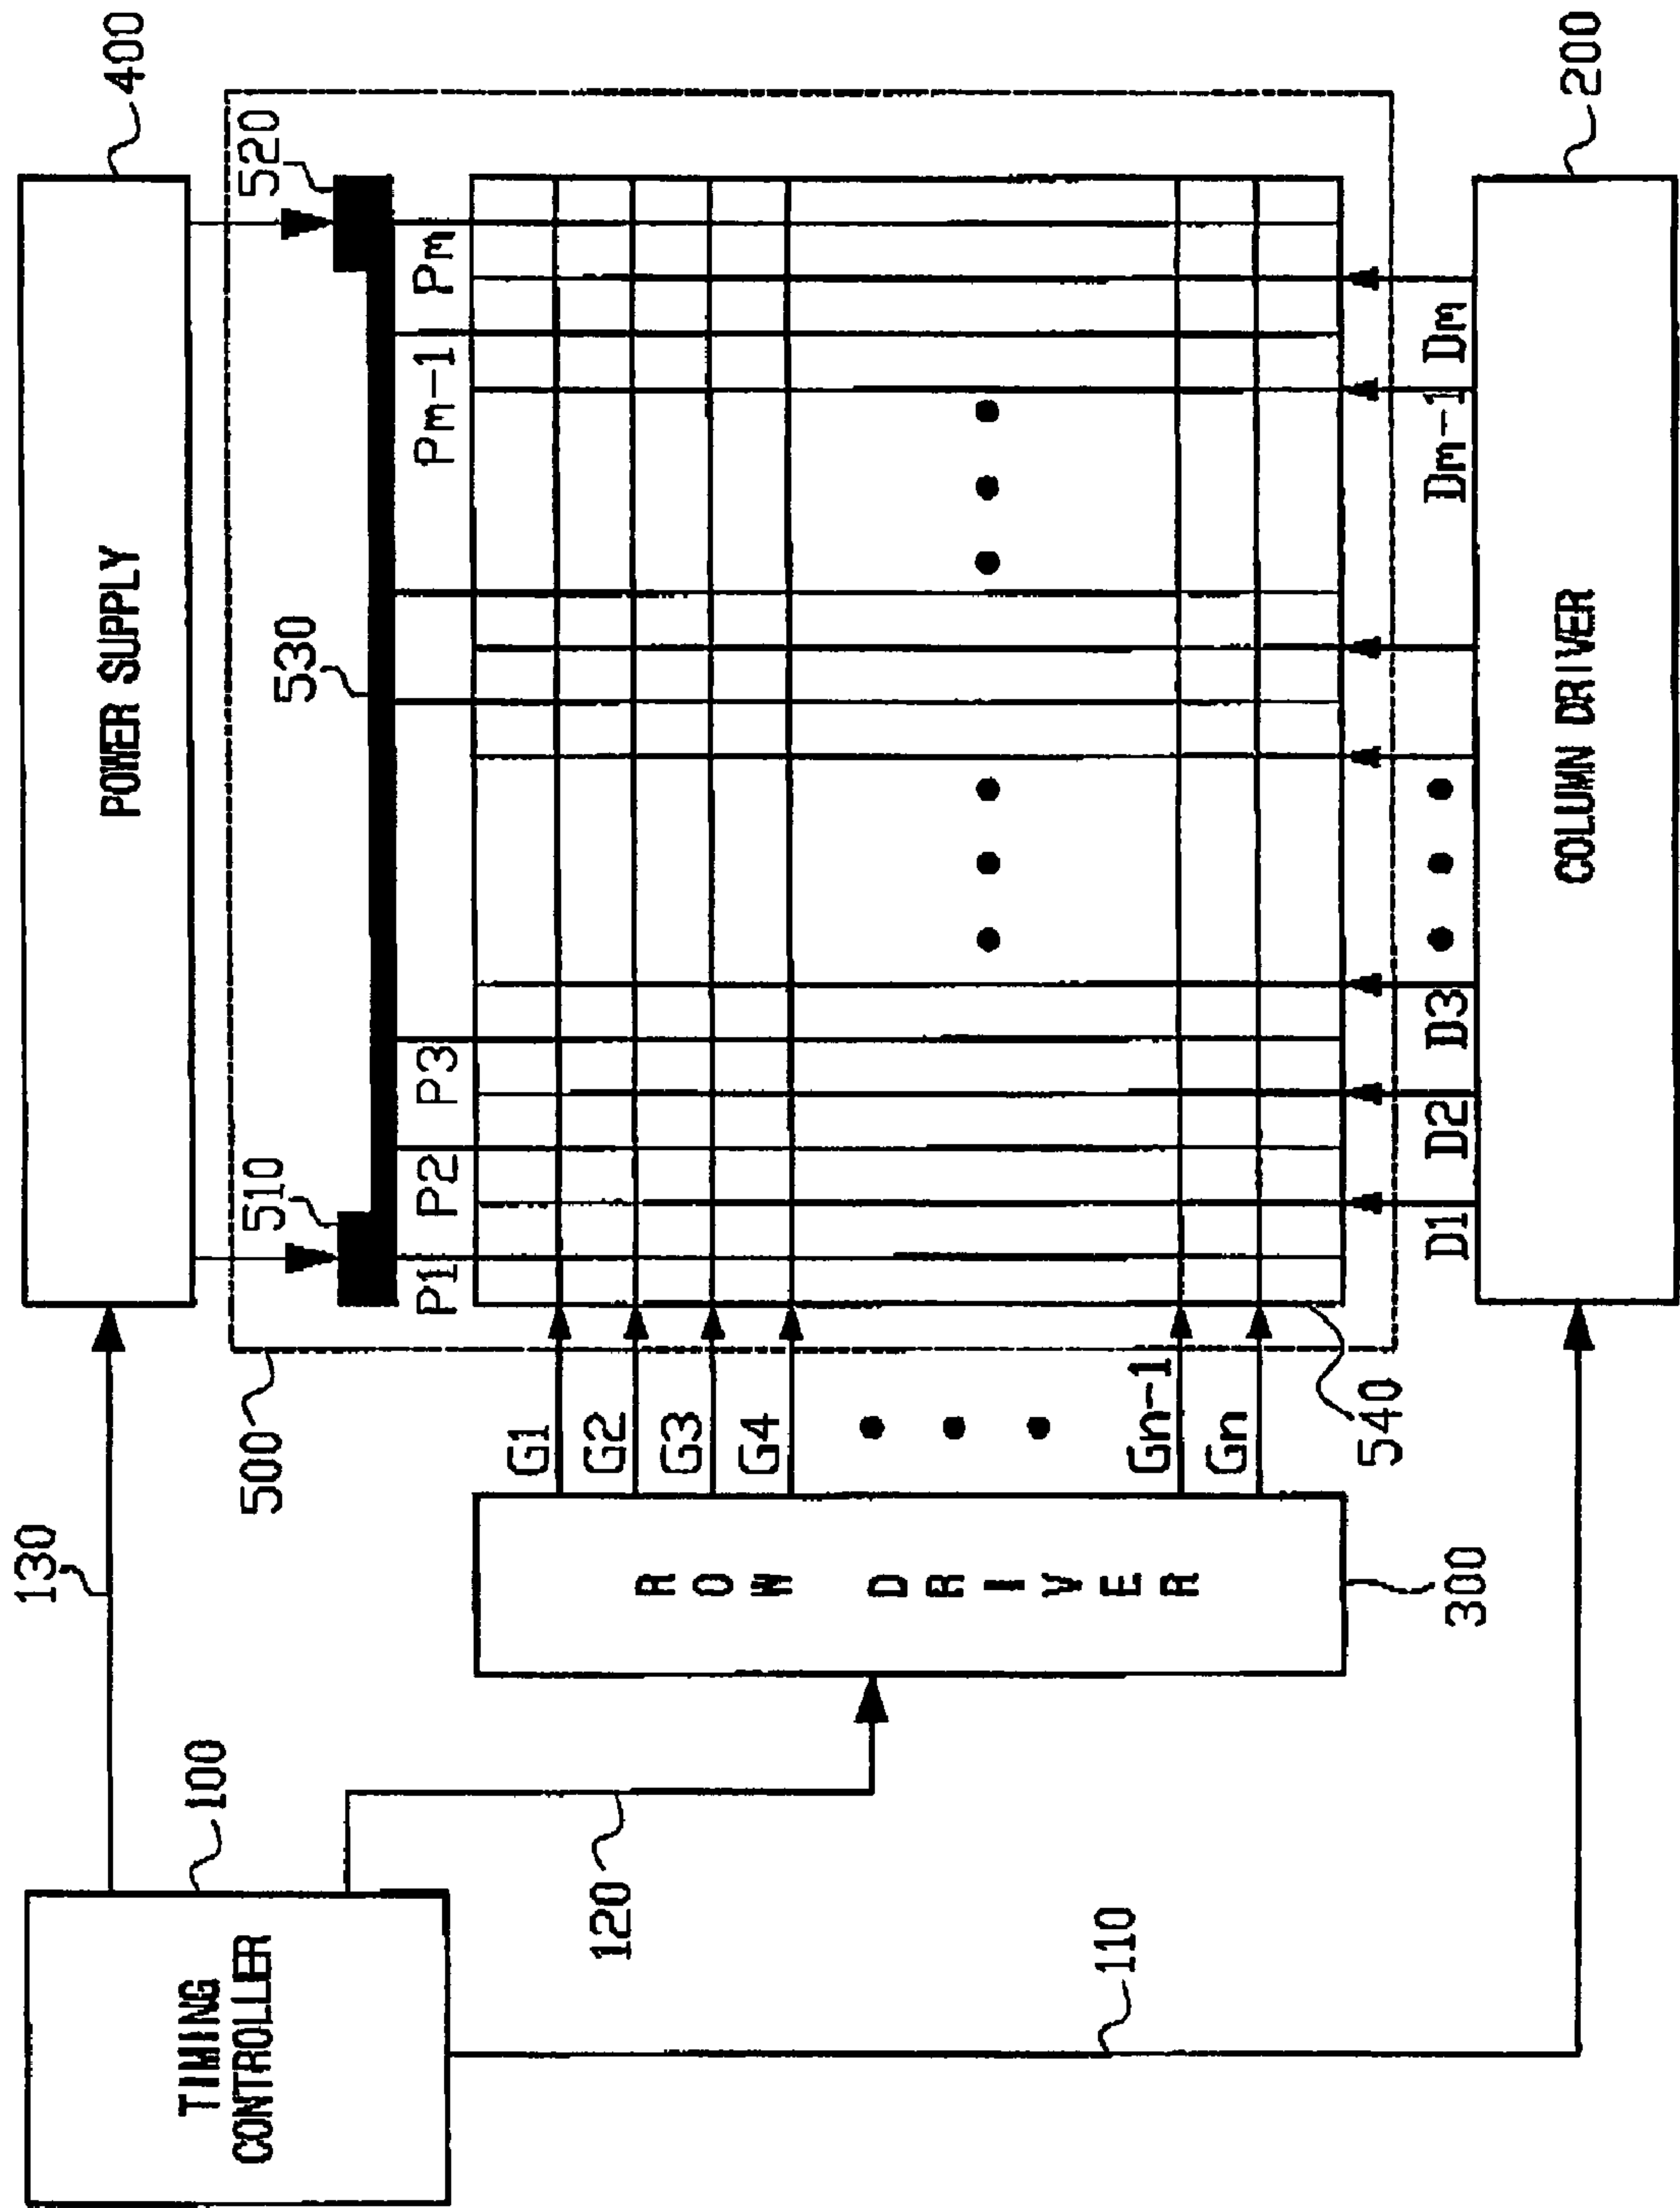 400
POWER SUPPLY
130
TIMING
CONTROLLER
100
520
530
510
500
P1
P2
P3
Pm-1
Pm
G1
G2
G3
G4
Gn-1
Gn
120
ROW DRIVER
300
540
110
D1
D2
D3
Dm-1
Dm
COLUMN DRIVER
200